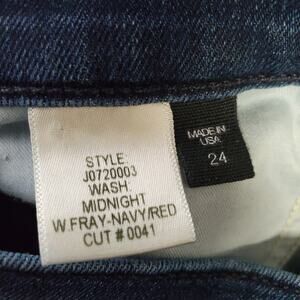 STYLE:
J0720003
WASH:
MIDNIGHT
W.FRAY-NAVY/RED
CUT # 0041
MADE IN
USA
24